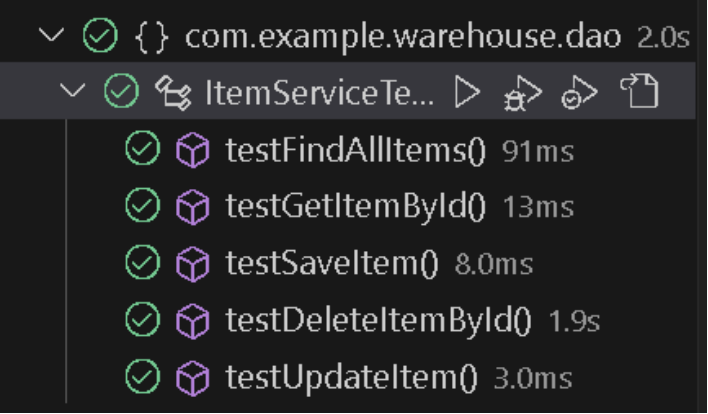 {} com.example.warehouse.dao 2.0s
ItemServiceTe...
testFindAllItems() 91ms
testGetItemById() 13ms
testSaveItem() 8.0ms
testDeleteItemById() 1.9s
testUpdateItem() 3.0ms